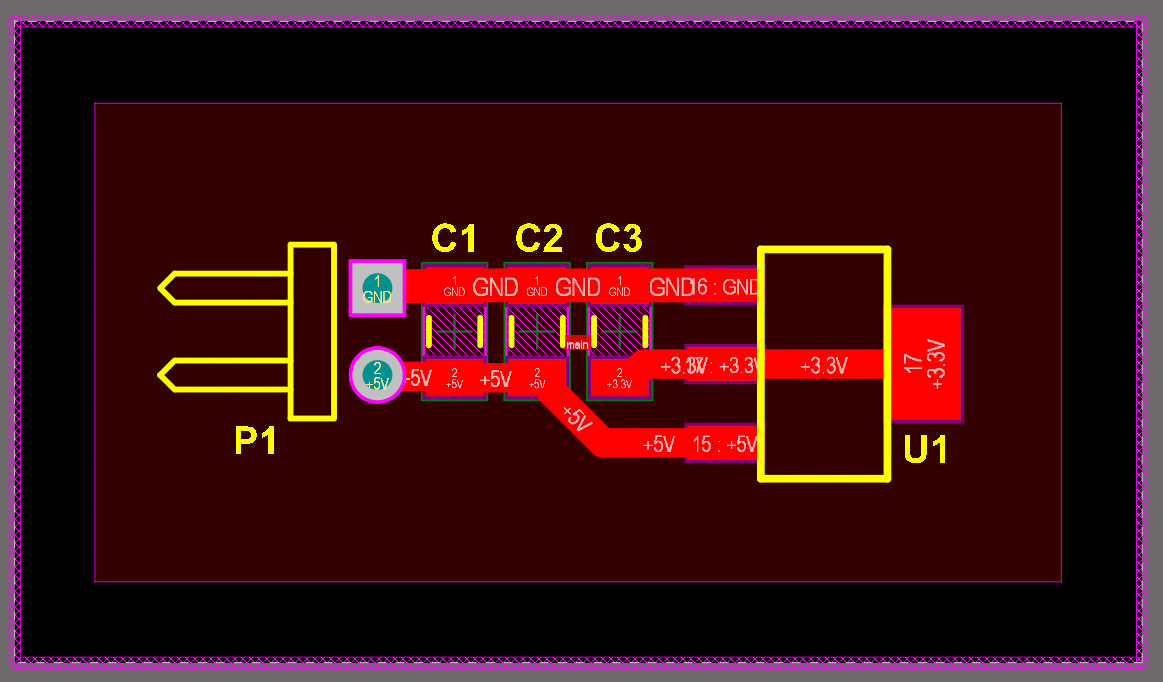 C1 C2 C3
1
GND
1
GND
GND
1
GND
GND
1
GND
GND
16 : GND
main
2
+5V
-5V
2
+5V
+5V
2
+5V
2
+3.3V
+3.3V
17 : +3.3V
+3.3V
17
+3.3V
+5V
+5V
15 : +5V
P1
U1